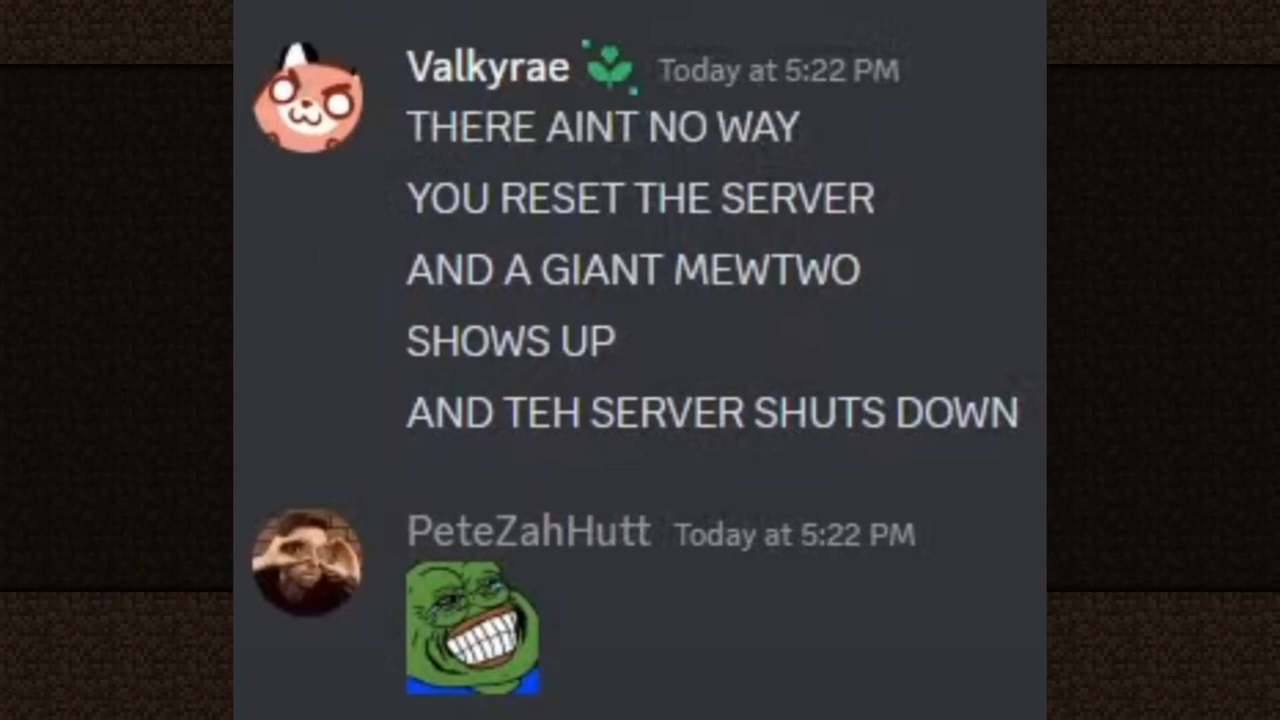 Valkyrae Today at 5:22 PM
THERE AINT NO WAY
YOU RESET THE SERVER
AND A GIANT MEWTWO
SHOWS UP
AND TEH SERVER SHUTS DOWN
PeteZahHutt Today at 5:22 PM